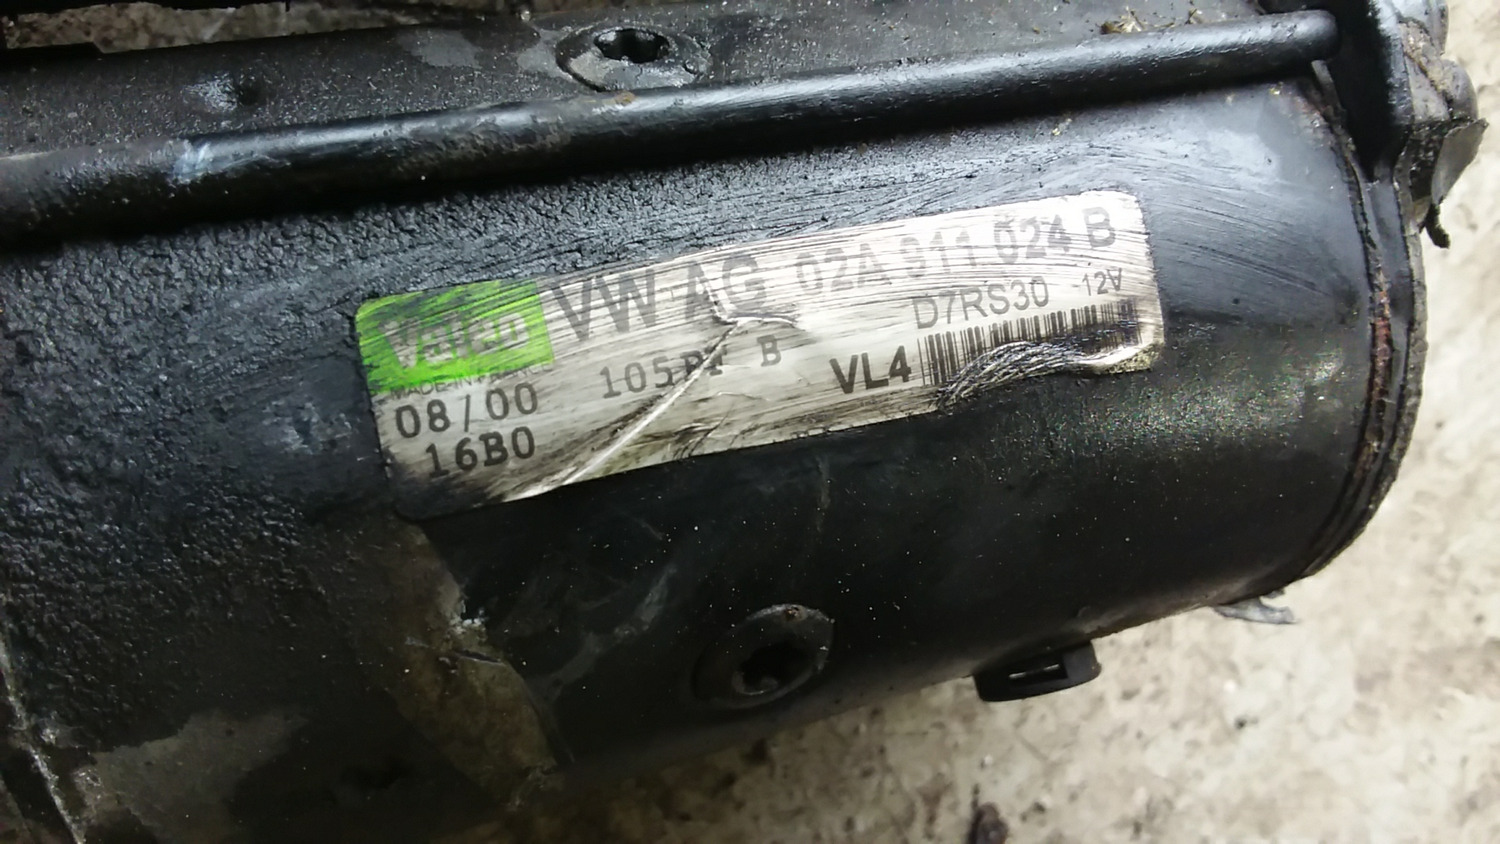 Valeo VW AG 02A 911 024 B
MADE IN FRANCE D7RS30 12V
08/00 B VL4
16B0